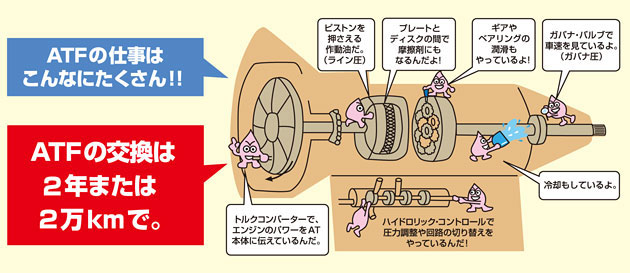 ATFの仕事は
こんなにたくさん!!
ATFの交換は
2年または
2万kmで。
ピストンを
押さえる
作動油だ。
(ライン圧)
プレートと
ディスクの間で
摩擦剤にも
なるんだよ!
ギアや
ベアリングの
潤滑も
やっているよ!
ガバナ・バルブで
車速を見ているよ。
(ガバナ圧)
冷却もしているよ。
トルクコンバーターで、
エンジンのパワーをAT
本体に伝えているんだ。
ハイドロリック・コントロールで
圧力調整や回路の切り替えを
やっているんだ!